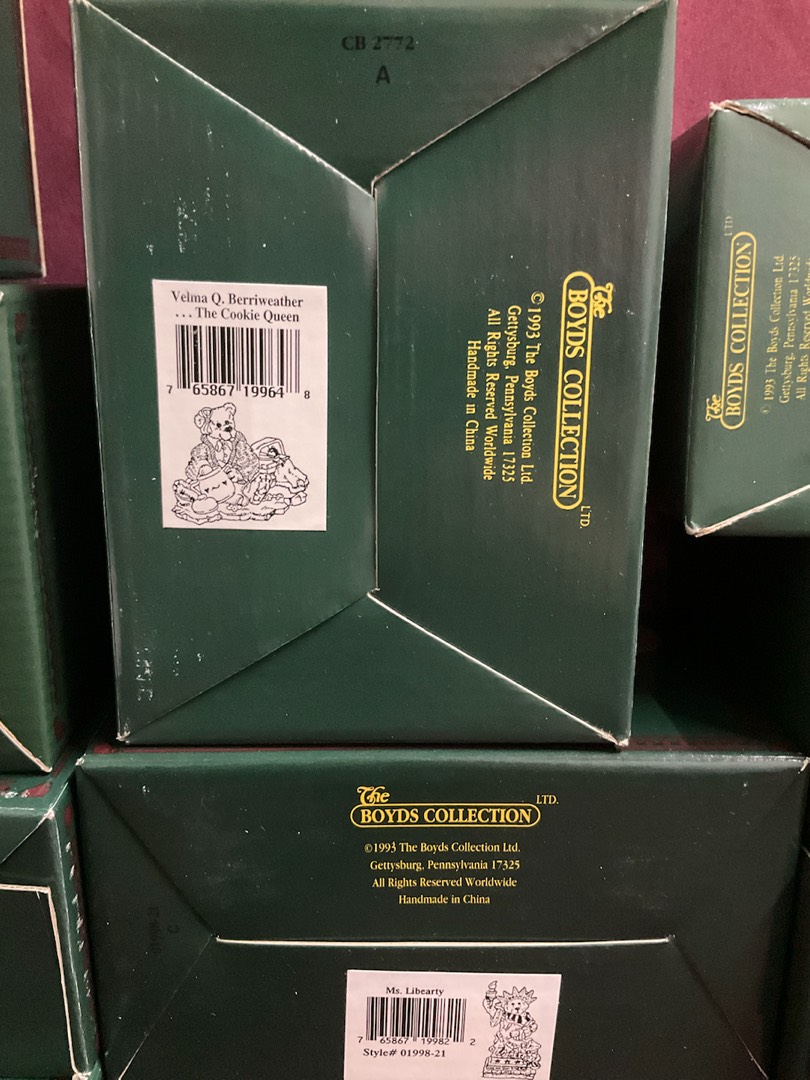 CB 2772
A
Velma Q. Berriweather
... The Cookie Queen
7 65867 19964 8
The
BOYDS COLLECTION
LTD.
© 1993 The Boyds Collection Ltd.
Gettysburg, Pennsylvania 17325
All Rights Reserved Worldwide
Handmade in China
The
BOYDS COLLECTION
LTD
© 1993 The Boyds Collection Ltd.
Gettysburg, Pennsylvania 17325
All Rights Reserved
The
BOYDS COLLECTION
LTD.
©1993 The Boyds Collection Ltd.
Gettysburg, Pennsylvania 17325
All Rights Reserved Worldwide
Handmade in China
Ms. Libearty
7 65867 19982 2
Style# 01998-21